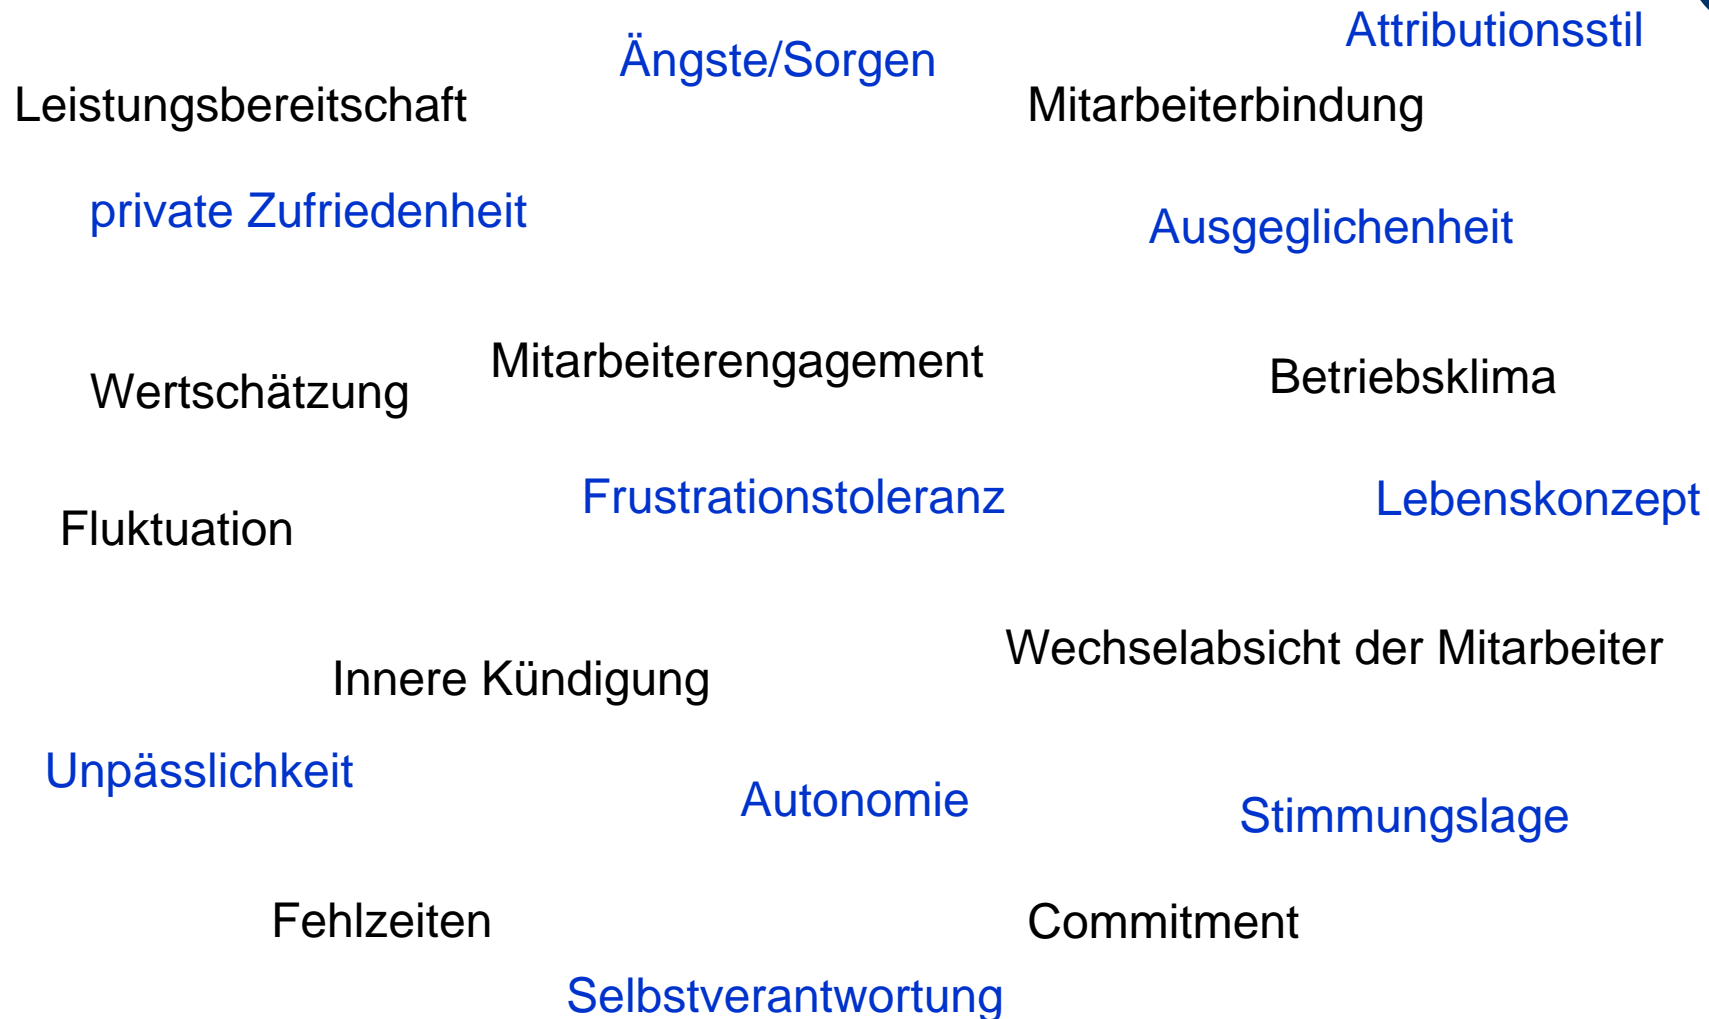 Attributionsstil
Ängste/Sorgen
Leistungsbereitschaft
Mitarbeiterbindung
private Zufriedenheit
Ausgeglichenheit
Mitarbeiterengagement
Betriebsklima
Wertschätzung
Frustrationstoleranz
Lebenskonzept
Fluktuation
Wechselabsicht der Mitarbeiter
Innere Kündigung
Unpässlichkeit
Autonomie
Stimmungslage
Fehlzeiten
Commitment
Selbstverantwortung